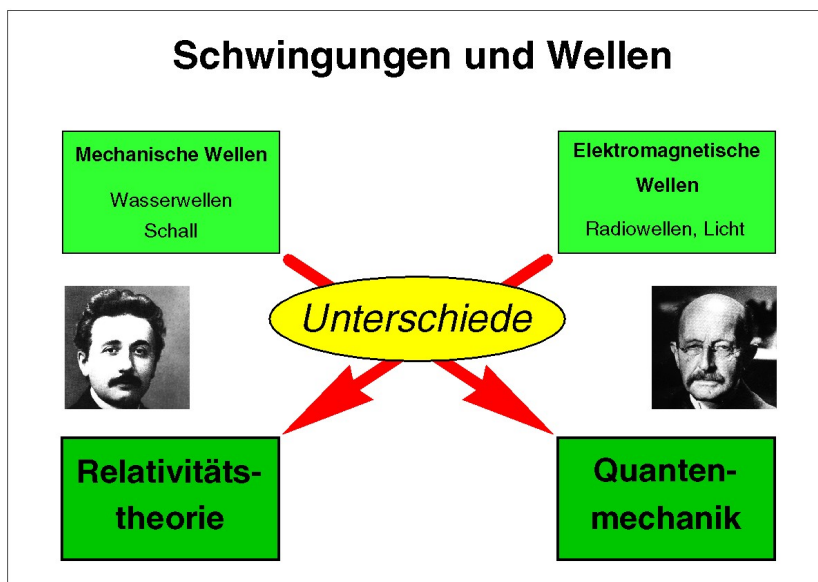 Schwingungen und Wellen
Mechanische Wellen
Wasserwellen
Schall
Elektromagnetische
Wellen
Radiowellen, Licht
Unterschiede
Relativitäts-
theorie
Quanten-
mechanik